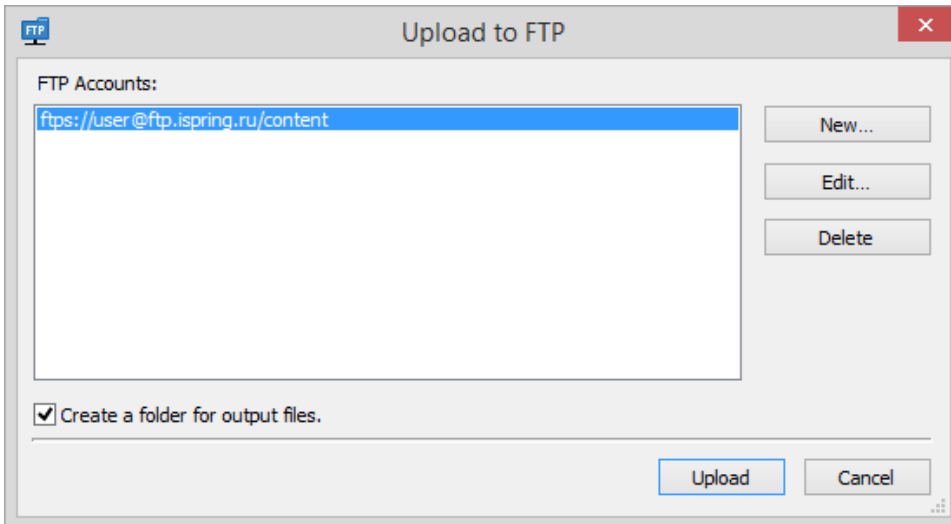 FTP
Upload to FTP
FTP Accounts:
ftps://user@ftp.ispring.ru/content
New...
Edit...
Delete
Create a folder for output files.
Upload
Cancel